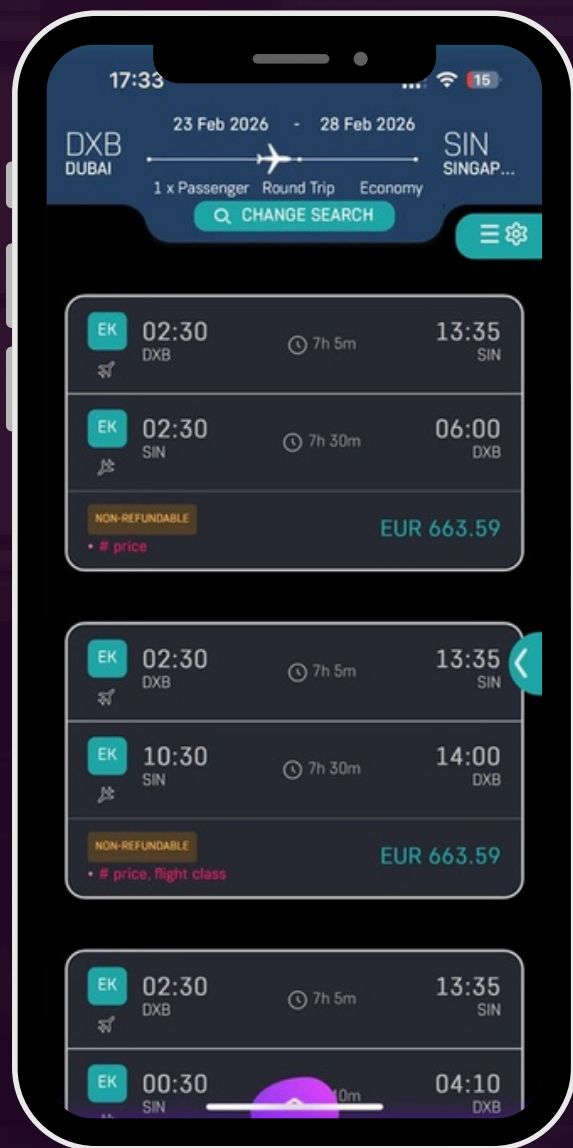 17:33
15
23 Feb 2026 - 28 Feb 2026
DXB
SIN
DUBAI
SINGAP...
1 x Passenger Round Trip Economy
CHANGE SEARCH
EK 02:30 7h 5m 13:35
DXB SIN
EK 02:30 7h 30m 06:00
SIN DXB
NON-REFUNDABLE
EUR 663.59
• # price
EK 02:30 7h 5m 13:35
DXB SIN
EK 10:30 7h 30m 14:00
SIN DXB
NON-REFUNDABLE
EUR 663.59
• # price, flight class
EK 02:30 7h 5m 13:35
DXB SIN
EK 00:30 04:10
SIN DXB